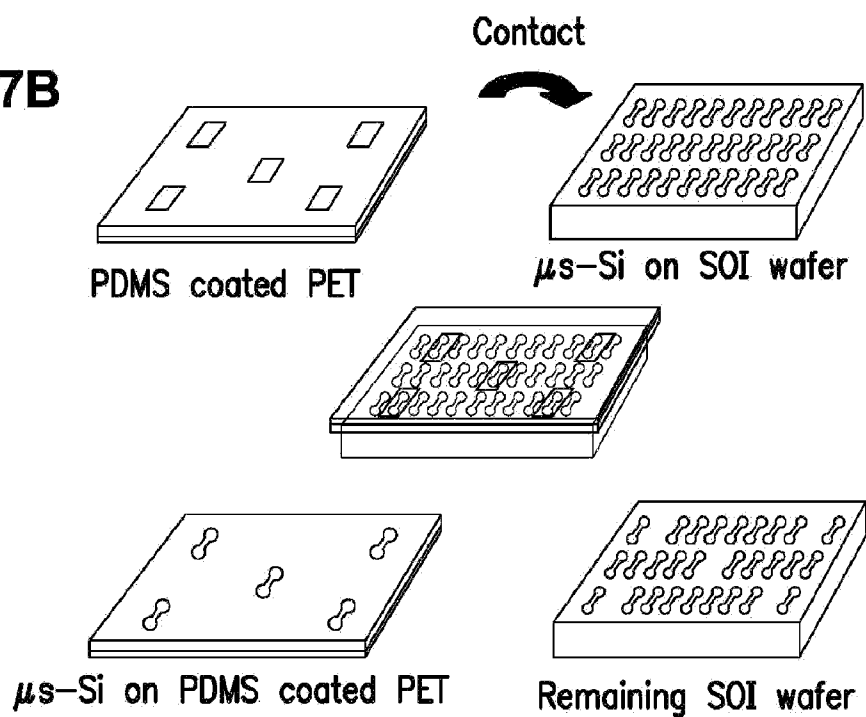 Contact
7B
PDMS coated PET
μs-Si on SOI wafer
μs-Si on PDMS coated PET
Remaining SOI wafer